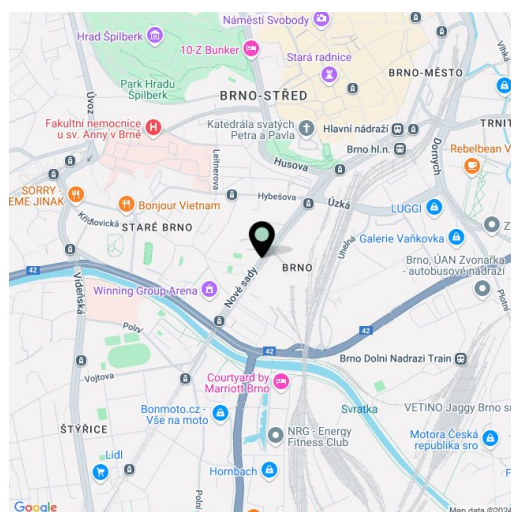 Náměstí Svobody
Hrad Špilberk
10-Z Bunker
Stará radnice
Vlhká
BRNO-MĚSTO
Park Hradu
Špilberk
BRNO-STŘED
Úvoz
Fakultní nemocnice
u sv. Anny v Brně
Katedrála svatých
Petra a Pavla
Hlavní nádraží
TRNIT
Brno hl.n.
Dornych
Leitnerova
Husova
Rebelbean V
SORRY
EME JINAK
Hybešova
Úzká
LUGGI
Bonjour Vietnam
Křídlovická
STARÉ BRNO
Uhelná
Galerie Vaňkovka
Z
BRNO
Brno, ÚAN Zvonařka
- autobusové nádraží
42
Vídeňská
Winning Group Arena
Nové sady
Plotní
Poříč
42
42
Brno Dolni Nadrazi Train
Vojtova
Courtyard by
Marriott Brno
Svratka
VETINO Jaggy Brno s
Bonmoto.cz -
Vše na moto
ŠTÝŘICE
NRG - Energy
Fitness Club
Motora Česká
republika sro
Lidl
Hornbach
Polní
Google
Map data ©2024